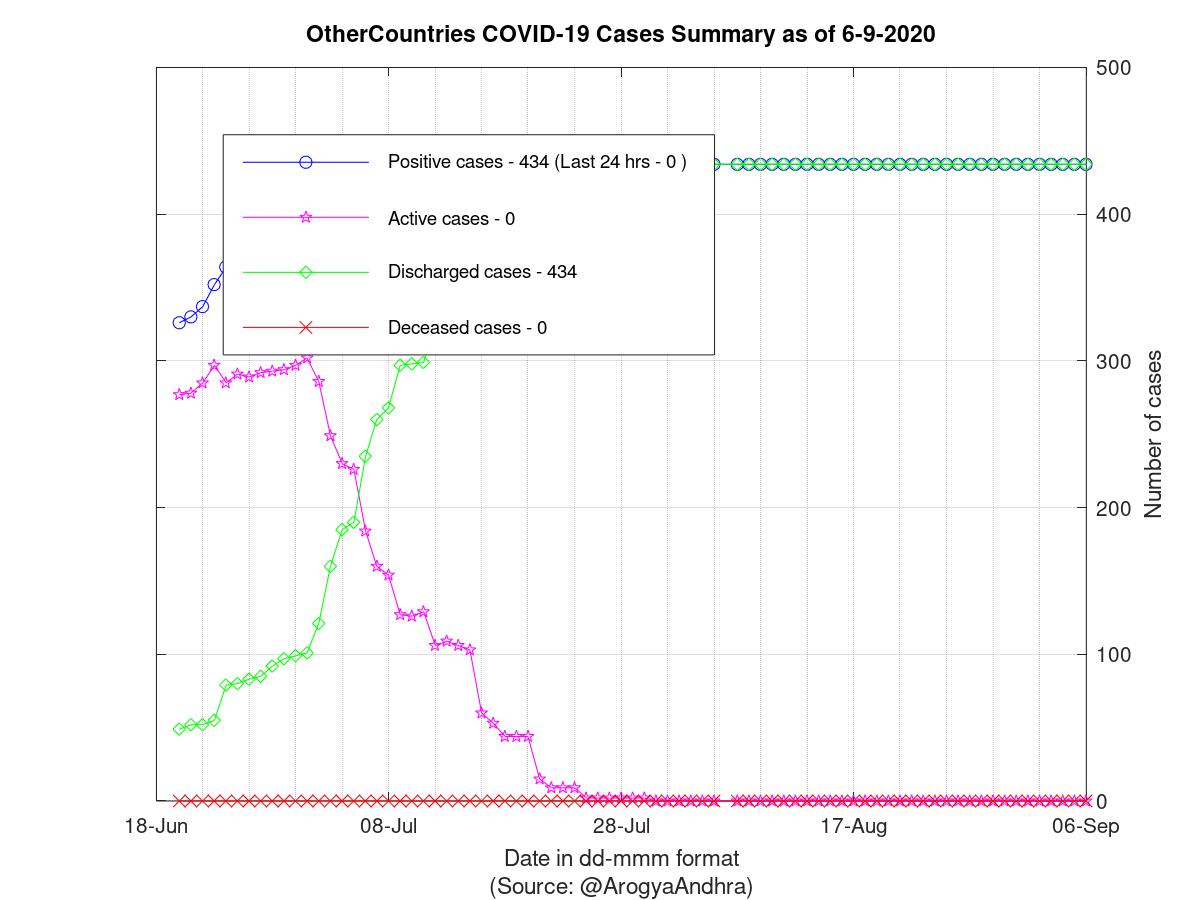 OtherCountries COVID-19 Cases Summary as of 6-9-2020
Positive cases - 434 (Last 24 hrs - 0 )
Active cases - 0
Discharged cases - 434
Deceased cases - 0
500
400
300
200
100
0
Number of cases
18-Jun
08-Jul
28-Jul
17-Aug
06-Sep
Date in dd-mmm format
(Source: @ArogyaAndhra)